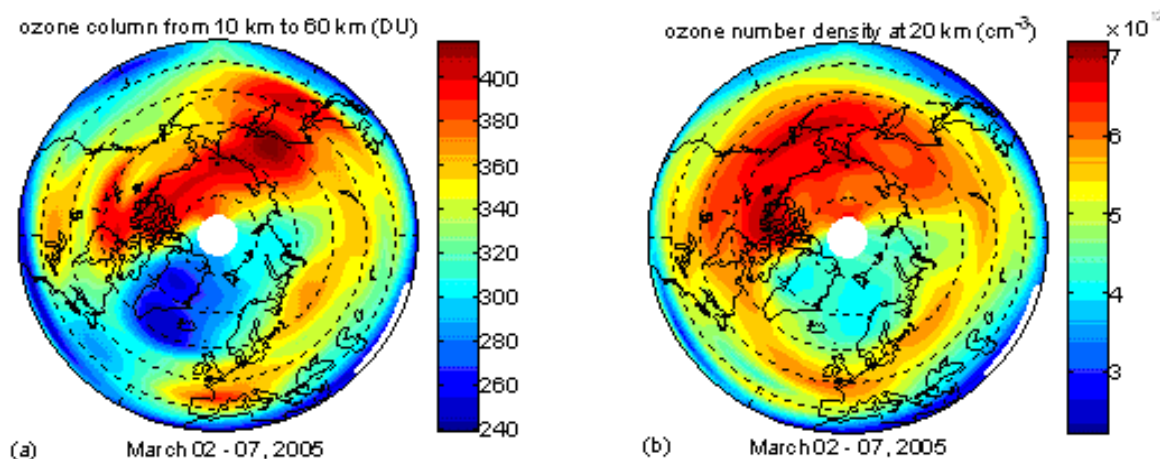 ozone column from 10 km to 60 km (DU)
400
380
360
340
320
300
280
260
240
(a)
March 02 - 07, 2005
ozone number density at 20 km (cm⁻³)
7
6
5
4
3
(b)
March 02 - 07, 2005